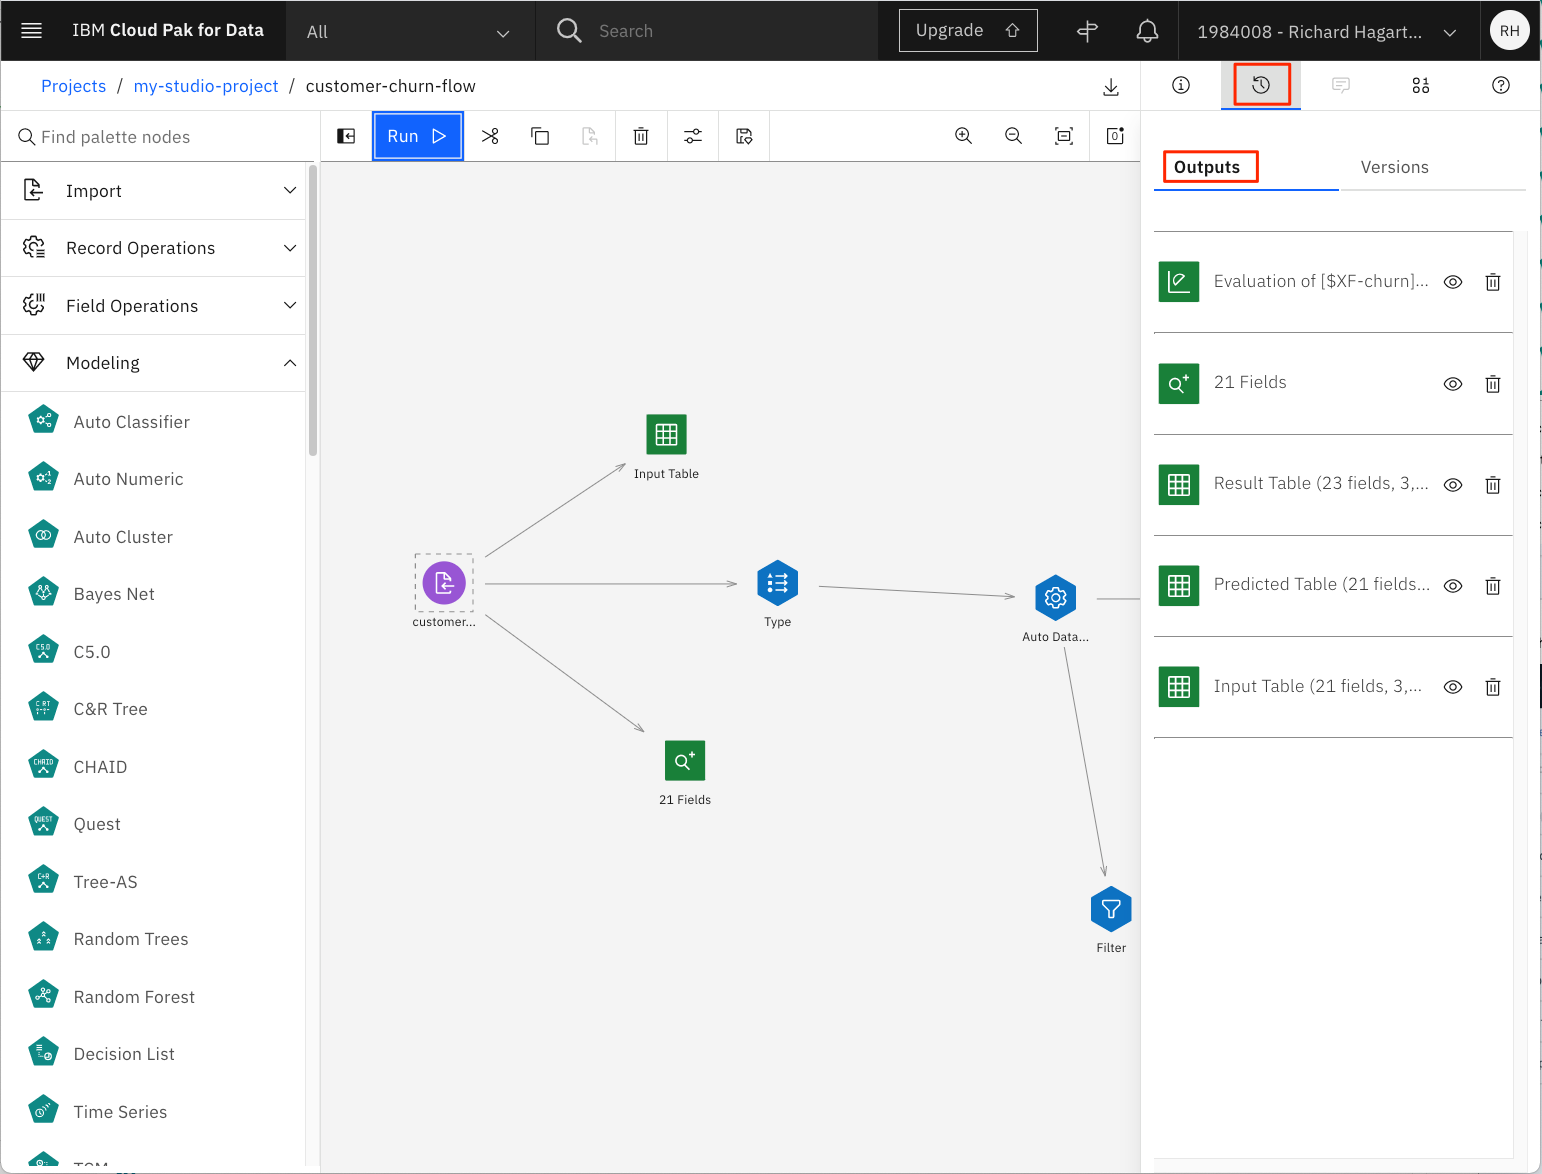 IBM Cloud Pak for Data
All
Search
Upgrade
1984008 - Richard Hagart...
RH
Projects / my-studio-project / customer-churn-flow
Find palette nodes
Run
Import
Record Operations
Field Operations
Modeling
Auto Classifier
Auto Numeric
Auto Cluster
Bayes Net
C5.0
C&R Tree
CHAID
Quest
Tree-AS
Random Trees
Random Forest
Decision List
Time Series
Input Table
customer...
Type
Auto Data...
21 Fields
Filter
Outputs
Versions
Evaluation of [$XF-churn]...
21 Fields
Result Table (23 fields, 3,...
Predicted Table (21 fields...
Input Table (21 fields, 3,...